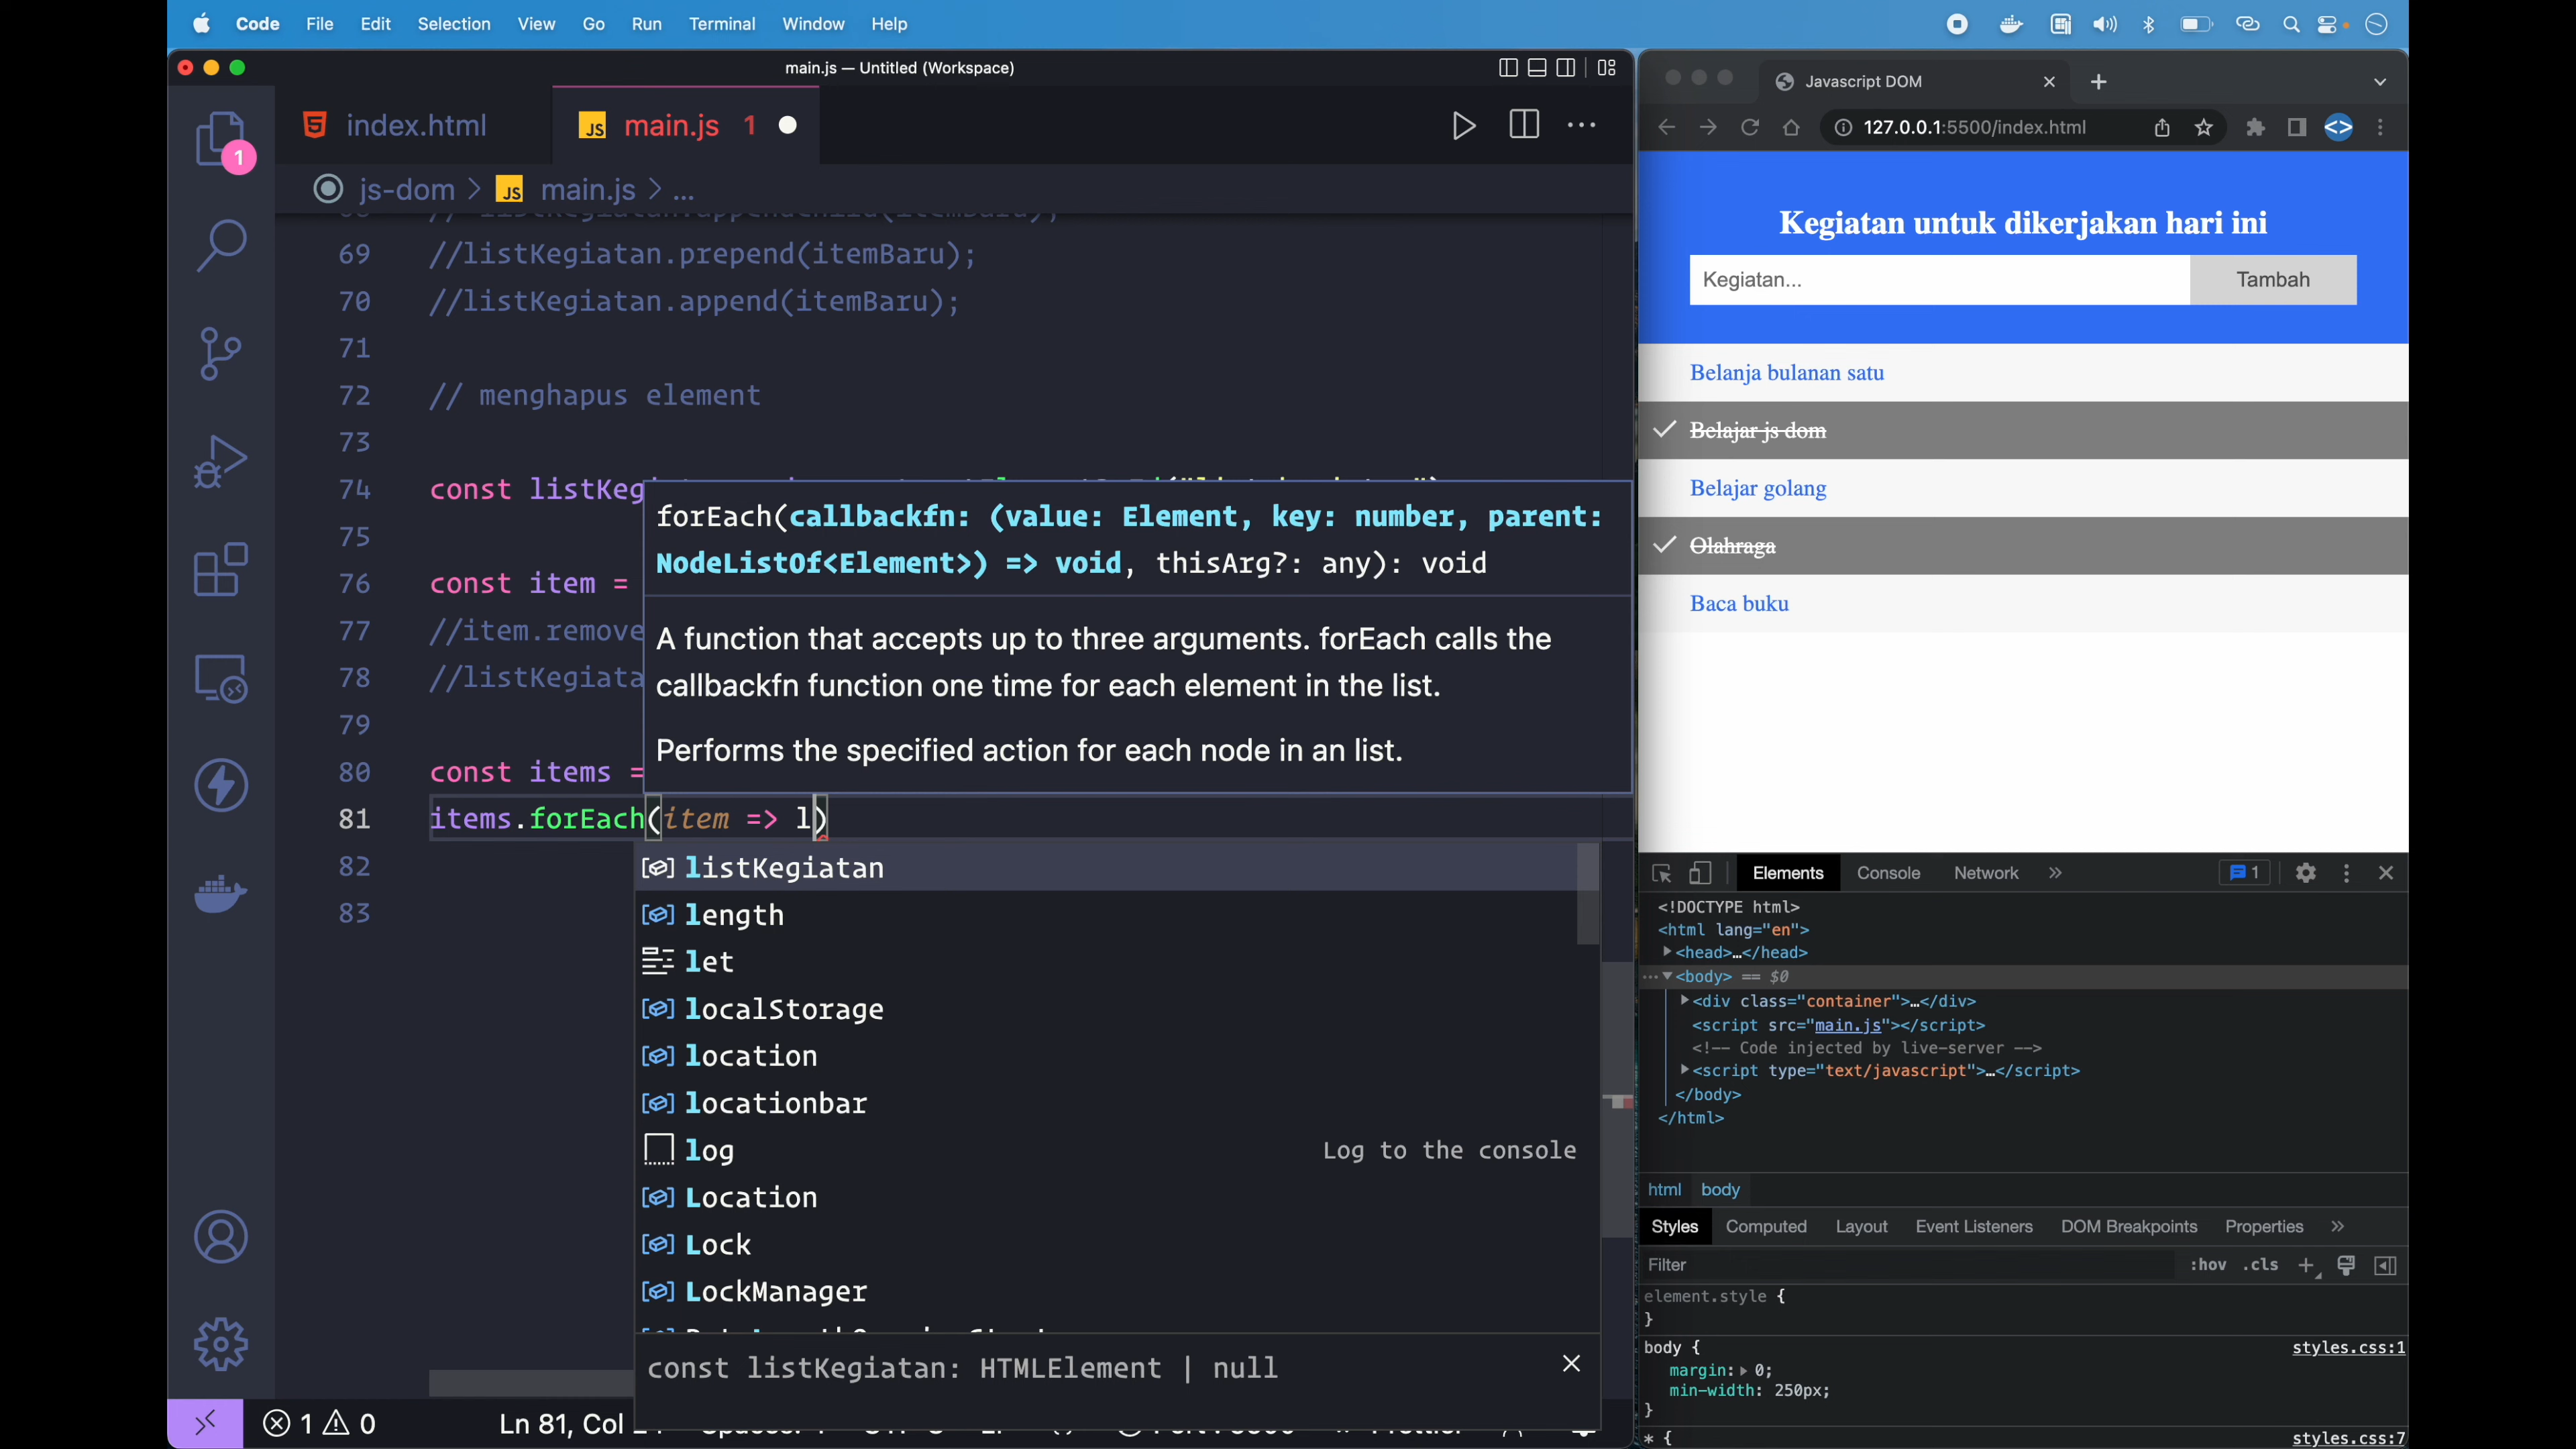 Code File Edit Selection View Go Run Terminal Window Help
main.js — Untitled (Workspace)
index.html
JS main.js 1
1
js-dom > JS main.js > ...
69 //listKegiatan.prepend(itemBaru);
70 //listKegiatan.append(itemBaru);
71
72 // menghapus element
73
74 const listKeg
75
76 const item =
77 //item.remove
78 //listKegiata
79
80 const items =
81 items.forEach(item => l)
82
83
forEach(callbackfn: (value: Element, key: number, parent:
NodeListOf<Element>) => void, thisArg?: any): void
A function that accepts up to three arguments. forEach calls the
callbackfn function one time for each element in the list.
Performs the specified action for each node in an list.
listKegiatan
length
let
localStorage
location
locationbar
log Log to the console
Location
Lock
LockManager
const listKegiatan: HTMLElement | null
1 0 Ln 81, Col
Javascript DOM
127.0.0.1:5500/index.html
Kegiatan untuk dikerjakan hari ini
Kegiatan... Tambah
Belanja bulanan satu
Belajar js dom
Belajar golang
Olahraga
Baca buku
Elements Console Network » 1
<!DOCTYPE html>
<html lang="en">
<head>…</head>
<body> == $0
<div class="container">…</div>
<script src="main.js"></script>
<!-- Code injected by live-server -->
<script type="text/javascript">…</script>
</body>
</html>
html body
Styles Computed Layout Event Listeners DOM Breakpoints Properties »
Filter :hov .cls +
element.style {
}
body { styles.css:1
margin: 0;
min-width: 250px;
}
* { styles.css:7